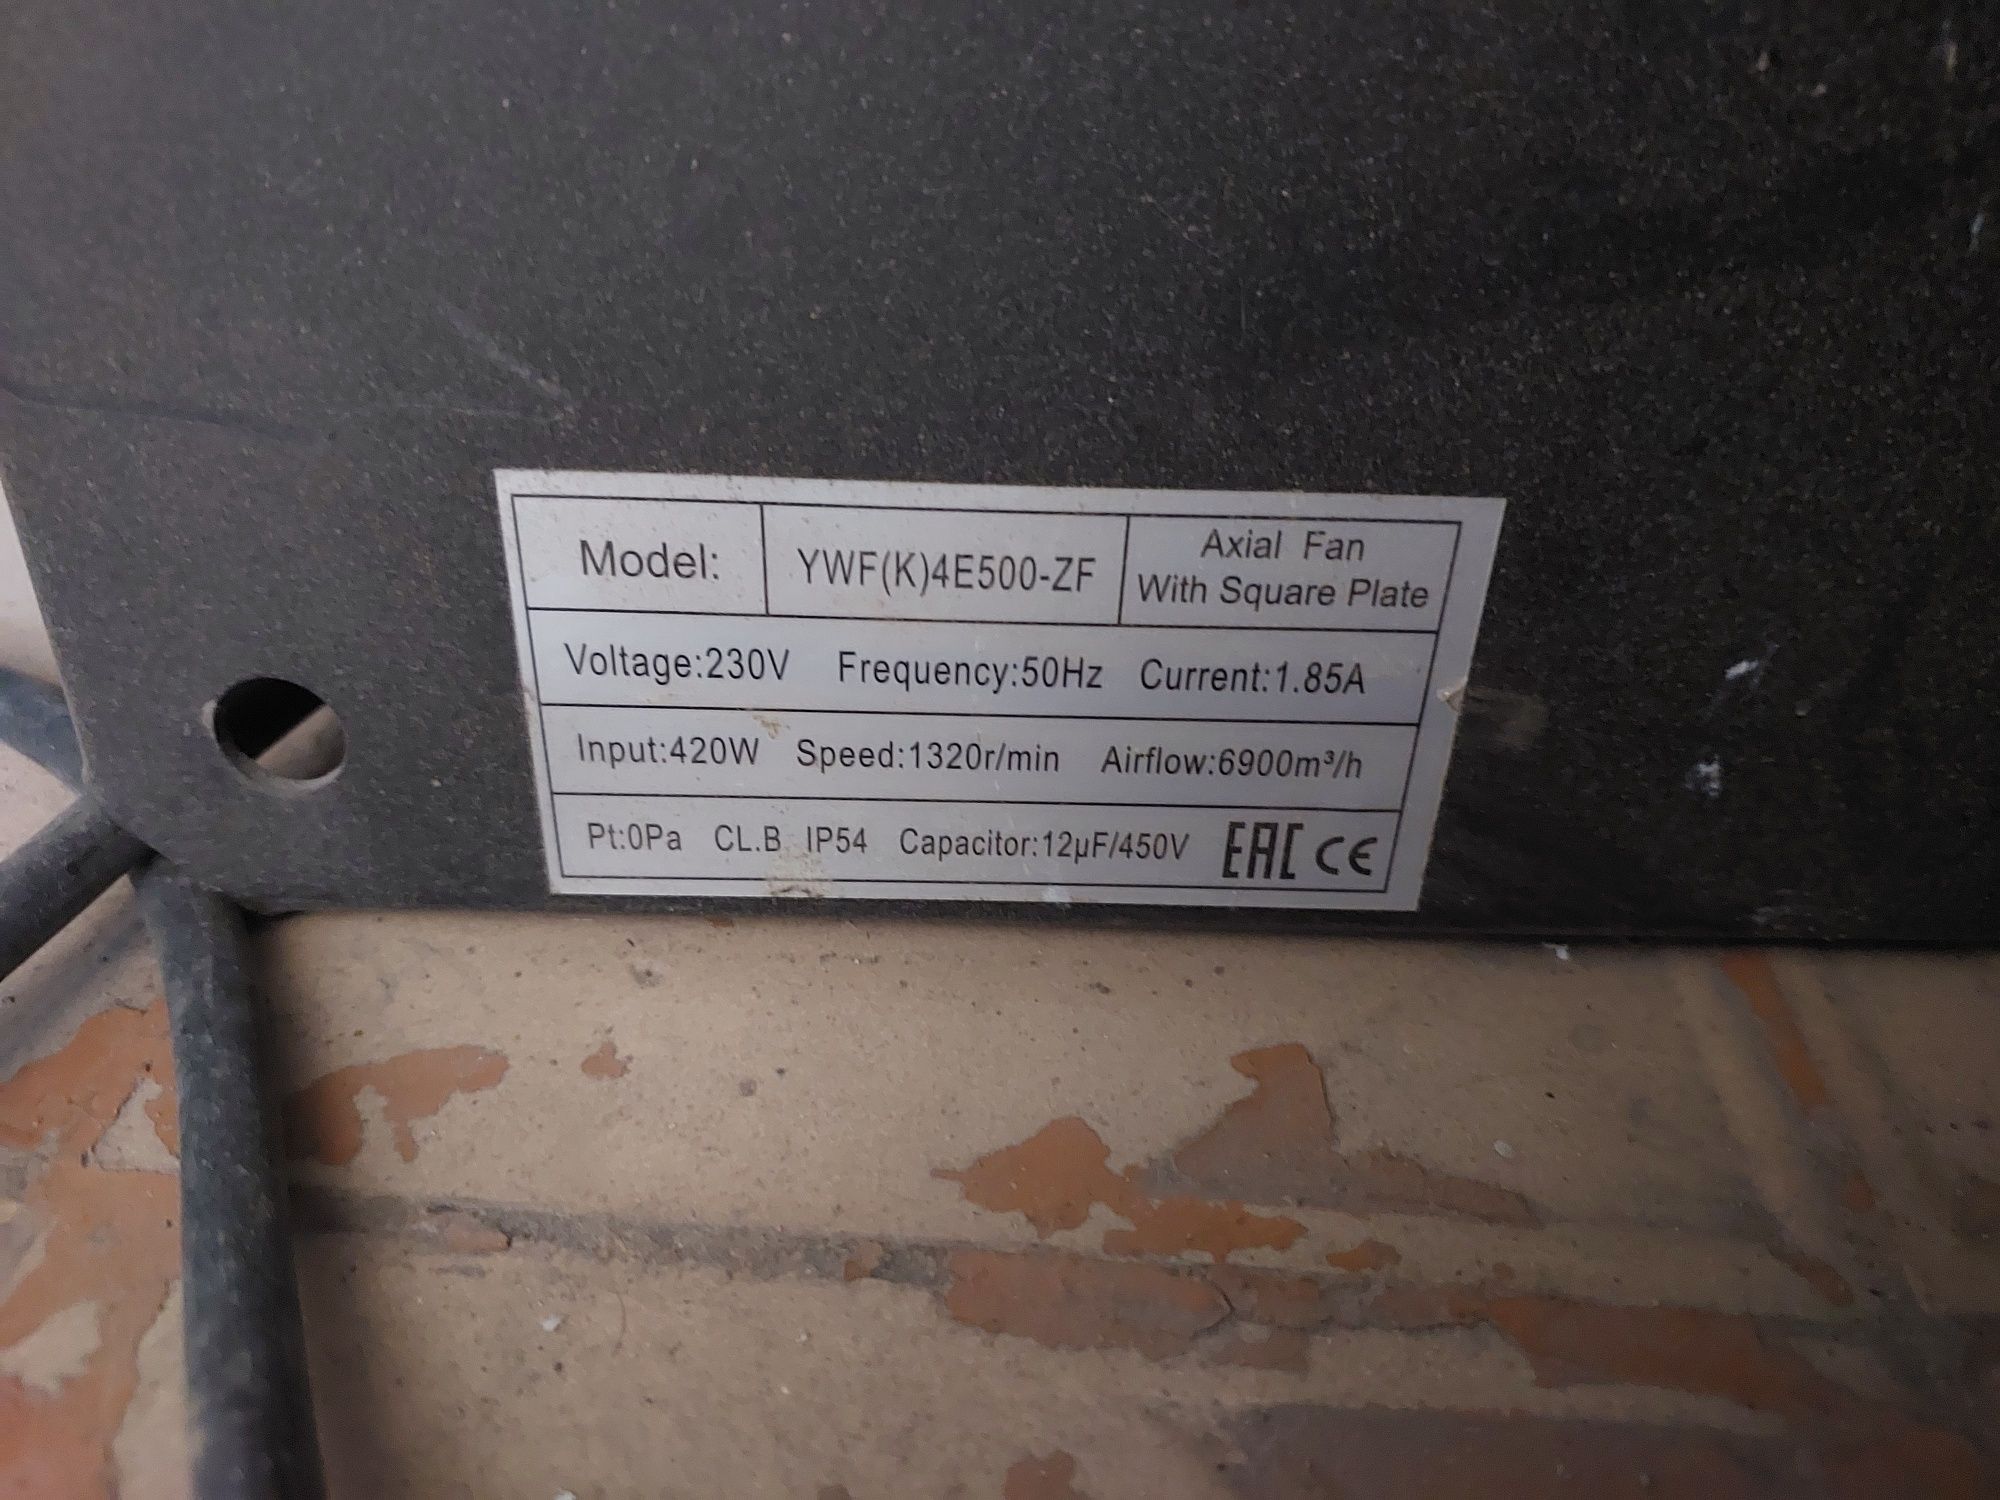 Model: YWF(K)4E500-ZF Axial Fan
With Square Plate
Voltage:230V Frequency:50Hz Current:1.85A
Input:420W Speed:1320r/min Airflow:6900m³/h
Pt:0Pa CL.B IP54 Capacitor:12µF/450V EAC CE